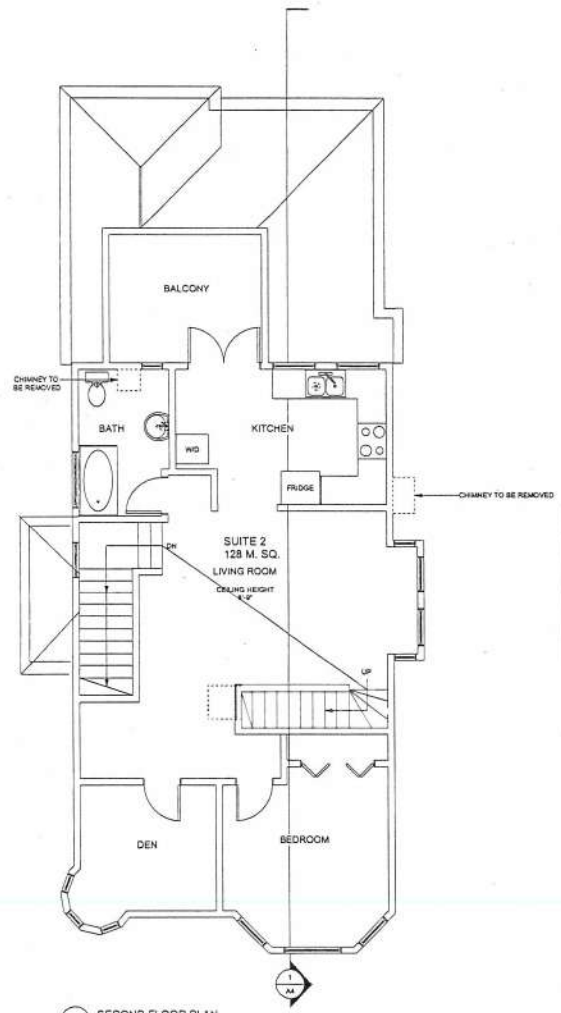 BALCONY
CHIMNEY TO
BE REMOVED
BATH
KITCHEN
W/D
FRIDGE
CHIMNEY TO BE REMOVED
DN
SUITE 2
128 M. SQ.
LIVING ROOM
CEILING HEIGHT
UP
DEN
BEDROOM
1
A4
SECOND FLOOR PLAN